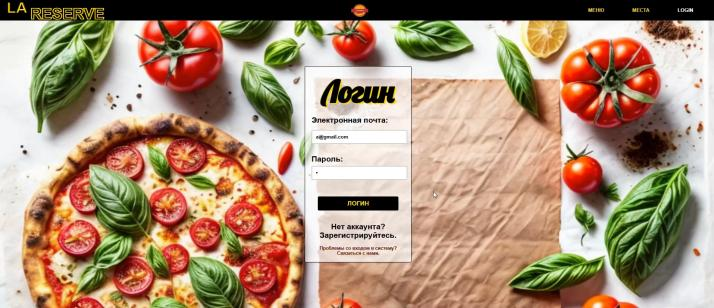 LA RESERVE
МЕНЮ
МЕСТА
LOGIN
Логин
Электронная почта:
a@gmail.com
Пароль:
ЛОГИН
Нет аккаунта?
Зарегистрируйтесь.
Проблемы со входом в систему?
Связаться с нами.